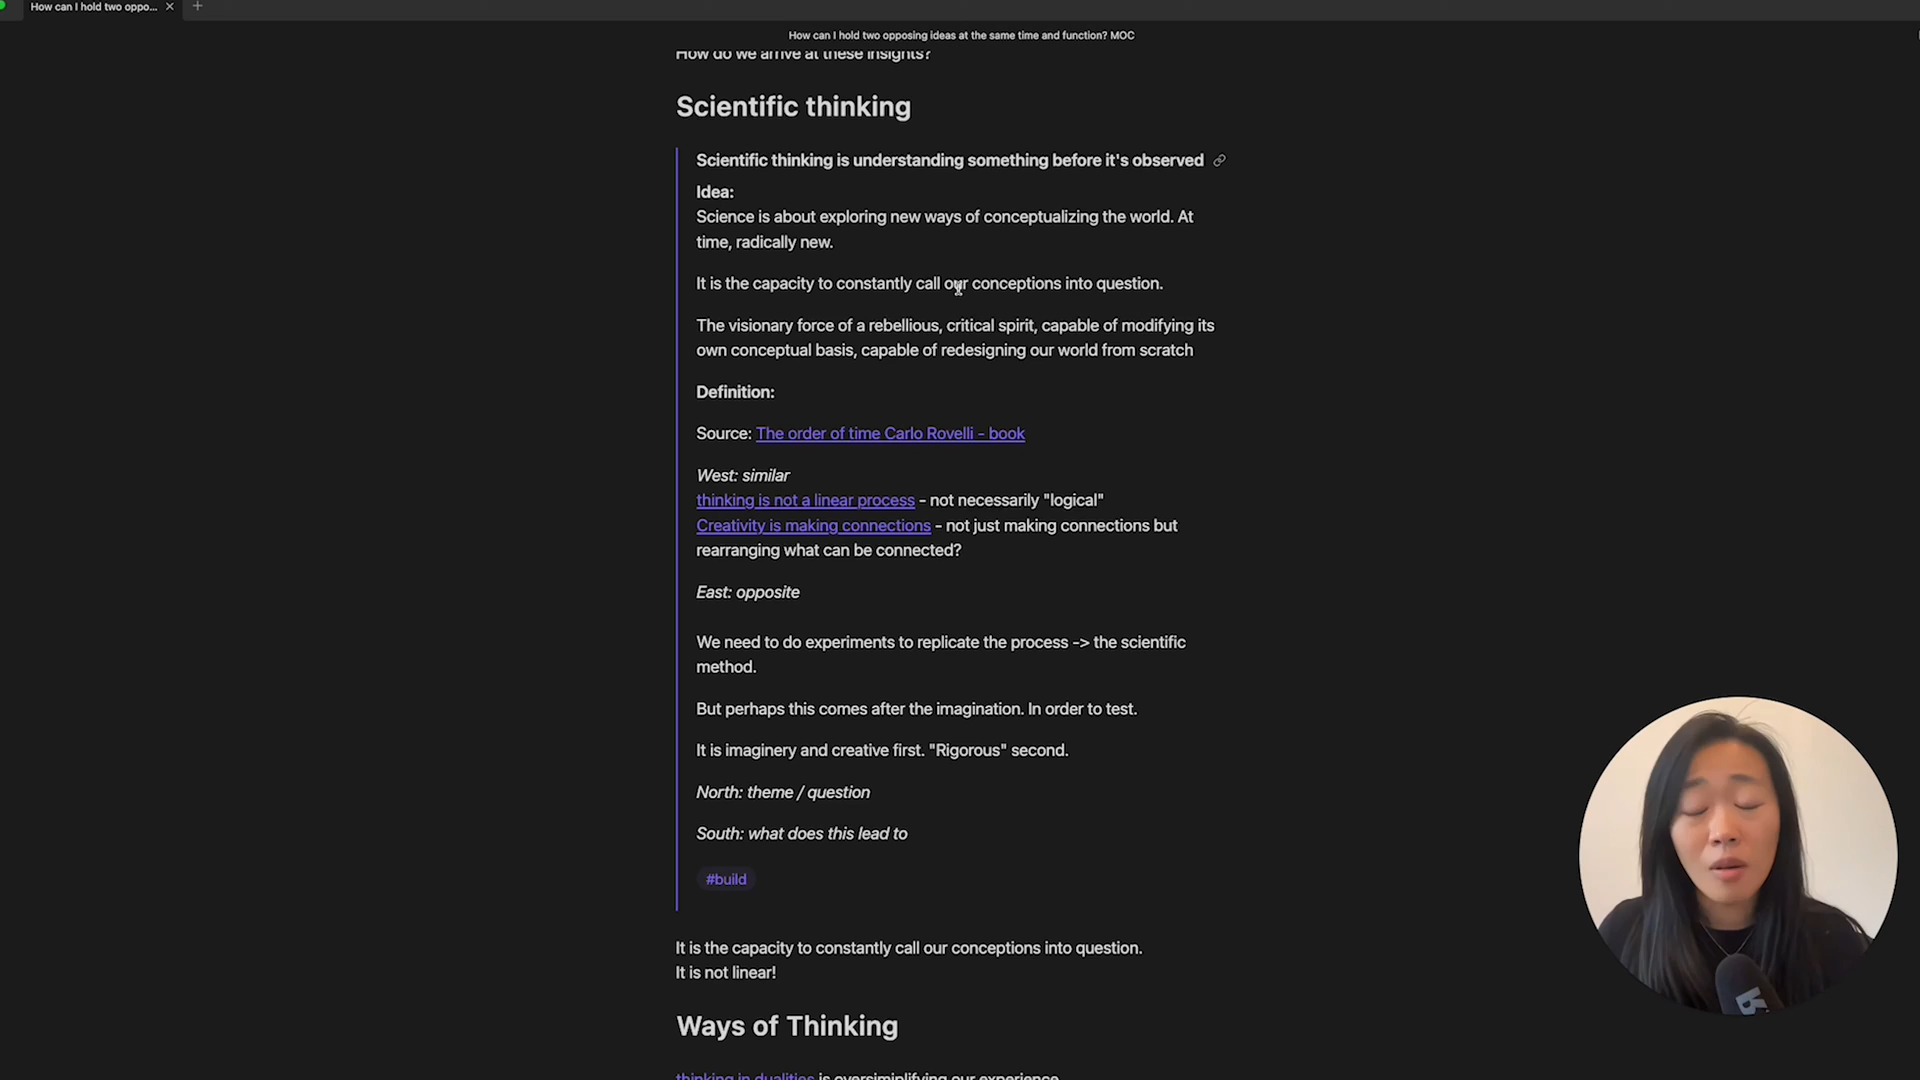 How can I hold two oppo...
How can I hold two opposing ideas at the same time and function? MOC
How do we arrive at these insights?
Scientific thinking
Scientific thinking is understanding something before it's observed
Idea:
Science is about exploring new ways of conceptualizing the world. At
time, radically new.
It is the capacity to constantly call our conceptions into question.
The visionary force of a rebellious, critical spirit, capable of modifying its
own conceptual basis, capable of redesigning our world from scratch
Definition:
Source: The order of time Carlo Rovelli - book
West: similar
thinking is not a linear process - not necessarily "logical"
Creativity is making connections - not just making connections but
rearranging what can be connected?
East: opposite
We need to do experiments to replicate the process -> the scientific
method.
But perhaps this comes after the imagination. In order to test.
It is imaginery and creative first. "Rigorous" second.
North: theme / question
South: what does this lead to
#build
It is the capacity to constantly call our conceptions into question.
It is not linear!
Ways of Thinking
thinking in dualities is oversimiplifying our experience